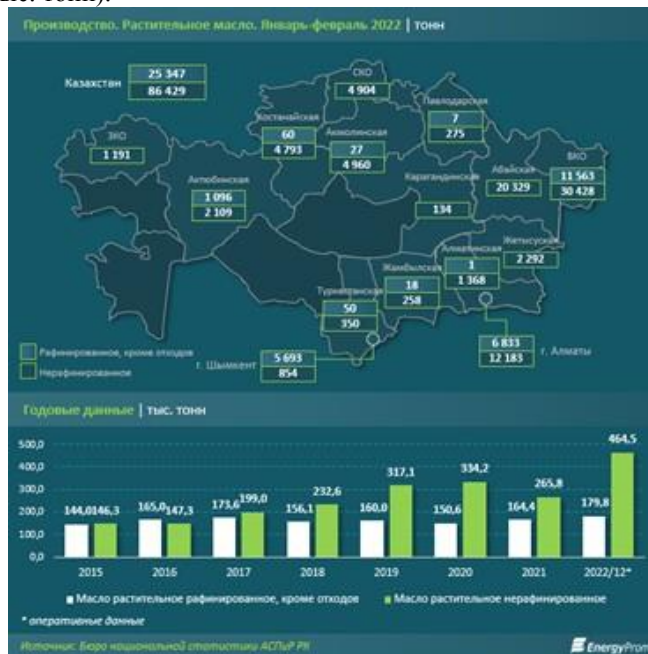 тыс. тонн).
Производство. Растительное масло. Январь-февраль 2022 | тонн
Казахстан
25 347
86 429
СКО
4 904
Костанайская
60
4 793
Акмолинская
27
4 960
Павлодарская
7
275
ЗКО
1 191
Актюбинская
1 096
2 109
Карагандинская
134
Абайская
20 329
ВКО
11 563
30 428
Жетысуская
2 292
Алматинская
1
1 368
Жамбылская
18
258
Туркестанская
50
350
г. Шымкент
5 693
854
6 833
12 183
г. Алматы
Рафинированное, кроме отходов
Нерафинированное
Годовые данные | тыс. тонн
500,0
400,0
300,0
200,0
100,0
0,0
144,0 146,3 165,0 147,3 173,6 199,0 156,1 232,6 160,0 317,1 150,6 334,2 164,4 265,8 179,8 464,5
2015 2016 2017 2018 2019 2020 2021 2022/12*
Масло растительное рафинированное, кроме отходов Масло растительное нерафинированное
* оперативные данные
Источник: Бюро национальной статистики АСПиР РК
EnergyProm